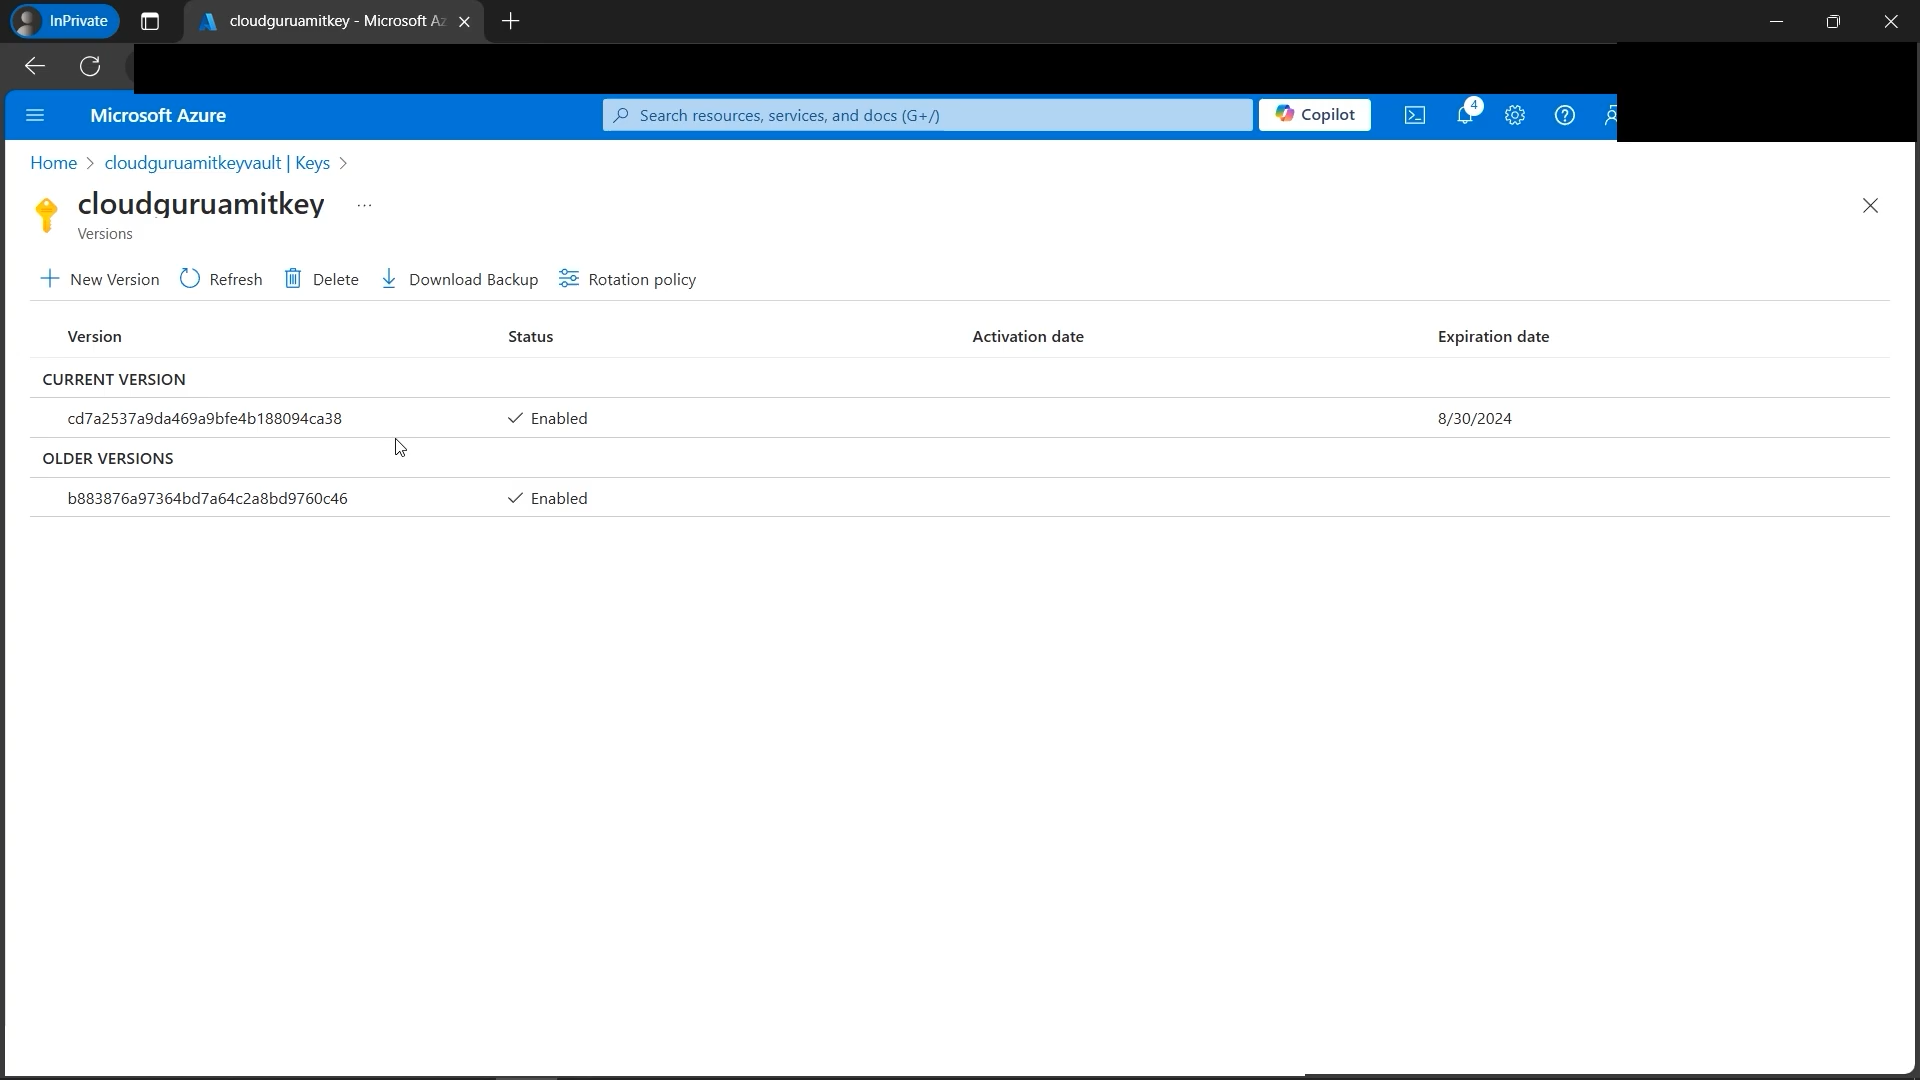 InPrivate
cloudguruamitkey - Microsoft Az
Microsoft Azure
Search resources, services, and docs (G+/)
Copilot
4
Home > cloudguruamitkeyvault | Keys >
cloudguruamitkey ...
Versions
New Version Refresh Delete Download Backup Rotation policy
Version Status Activation date Expiration date
CURRENT VERSION
cd7a2537a9da469a9bfe4b188094ca38 Enabled 8/30/2024
OLDER VERSIONS
b883876a97364bd7a64c2a8bd9760c46 Enabled